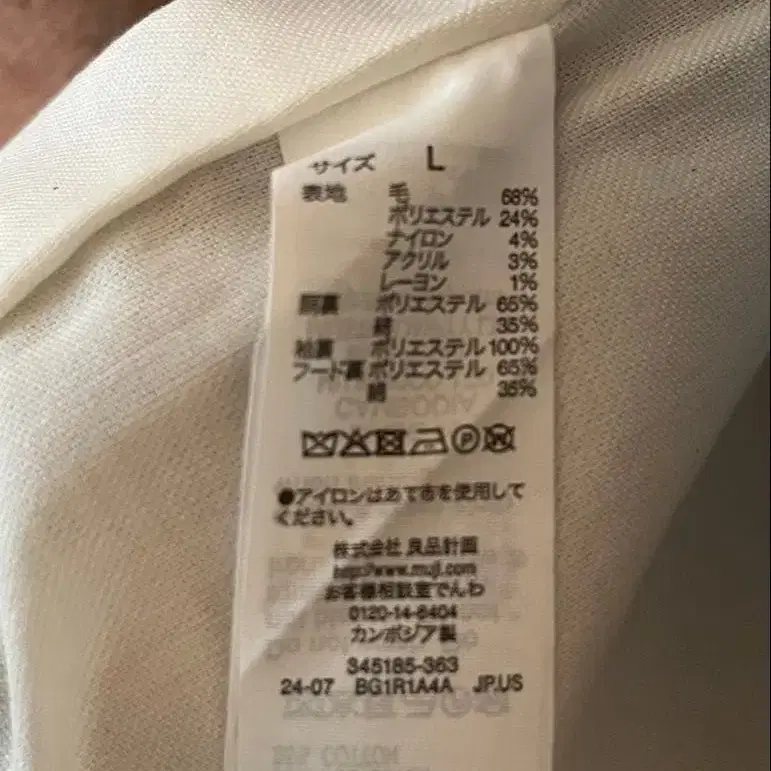 サイズ L
表地 毛 68%
ポリエステル 24%
ナイロン 4%
アクリル 3%
レーヨン 1%
胴裏 ポリエステル 65%
綿 35%
袖裏 ポリエステル 100%
フード裏 ポリエステル 65%
綿 35%
P
●アイロンはあて布を使用して
ください。
株式会社 良品計画
http://www.muji.com
お客様相談室でんわ
0120-14-6404
カンボジア製
345185-363
24-07 BG1R1A4A JP.US
CAMBODIA